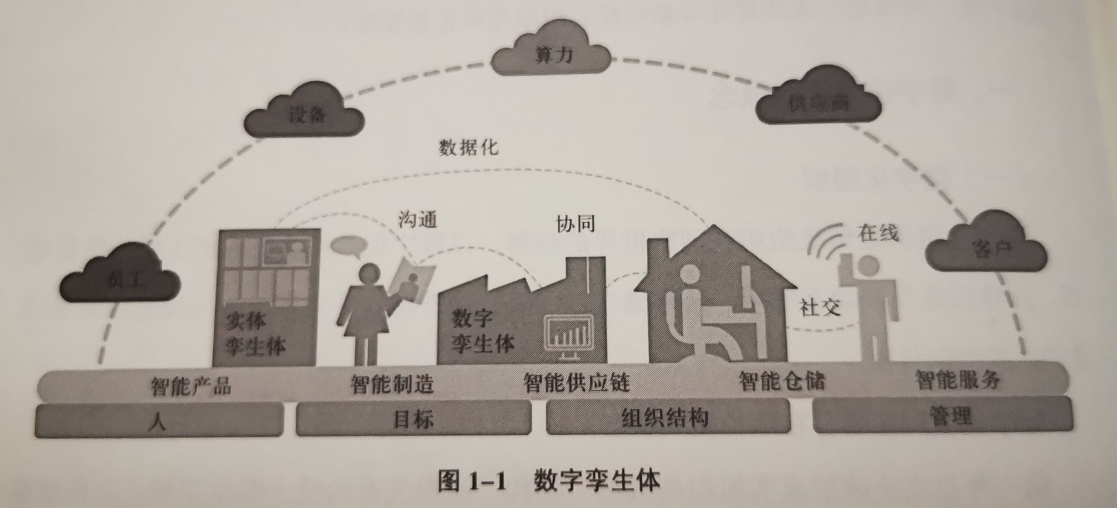 算力
设备
供应商
数据化
沟通
协同
在线
员工
客户
实体
孪生体
数字
孪生体
社交
智能产品
智能制造
智能供应链
智能仓储
智能服务
人
目标
组织结构
管理
图 1-1 数字孪生体